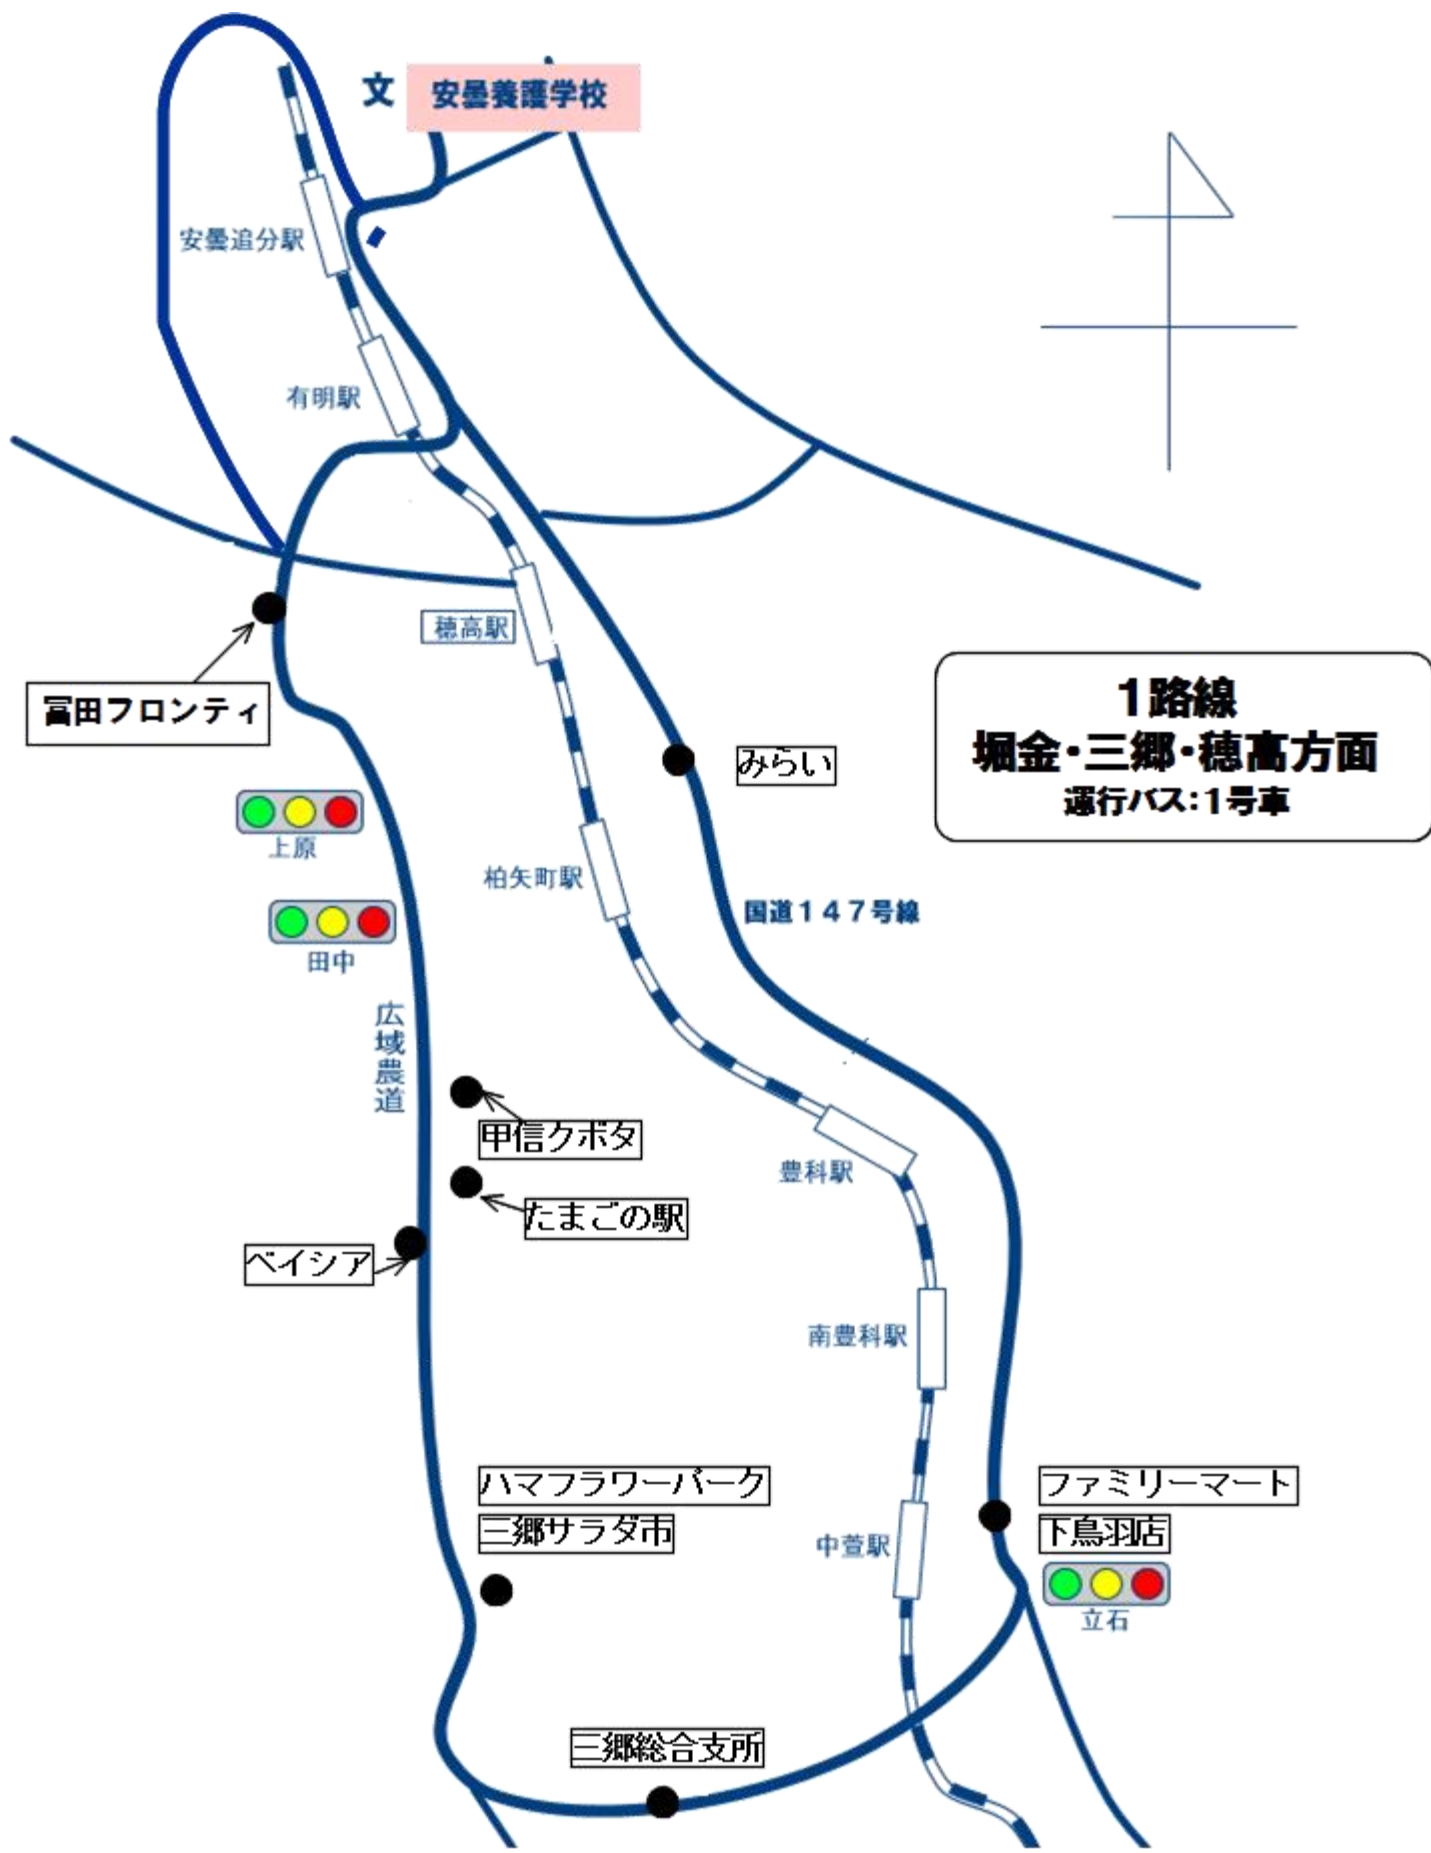 文
安曇養護学校
安曇追分駅
有明駅
穂高駅
冨田フロンティ
1路線
堀金・三郷・穂高方面
運行バス:1号車
みらい
上原
柏矢町駅
国道147号線
田中
広域農道
甲信クボタ
豊科駅
たまごの駅
ベイシア
南豊科駅
ハマフラワーパーク
三郷サラダ市
ファミリーマート
下鳥羽店
中萱駅
立石
三郷総合支所